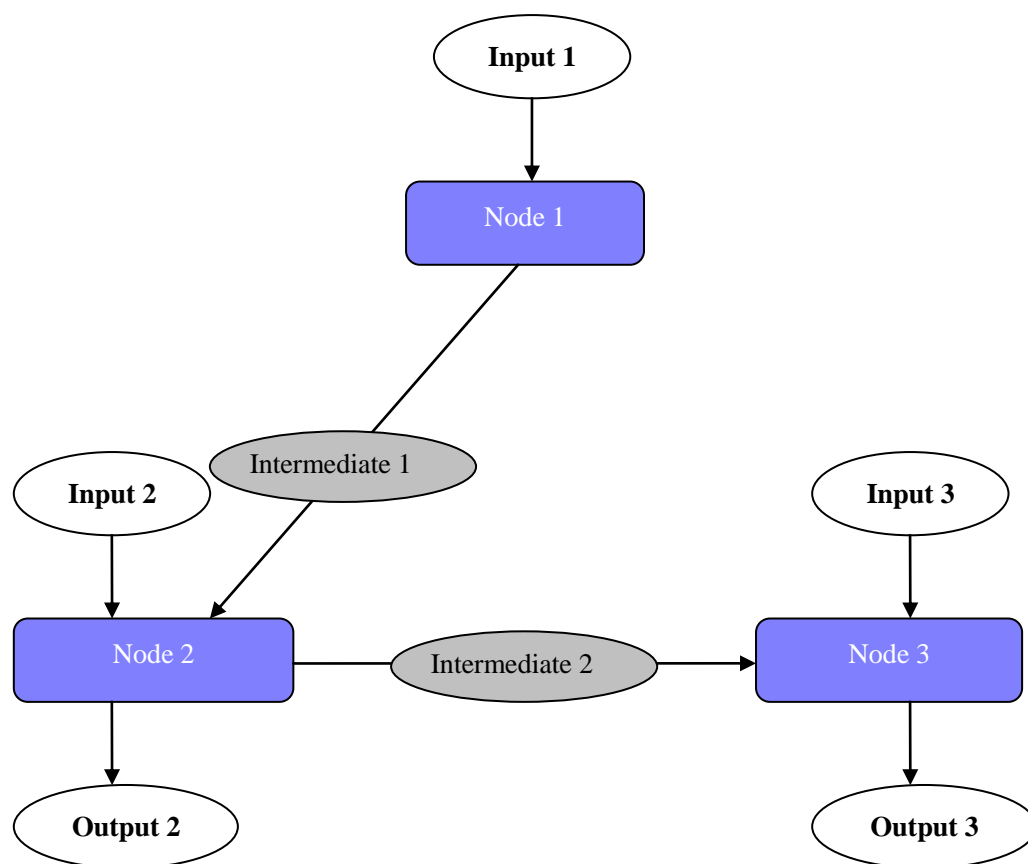 Input 1
Node 1
Intermediate 1
Input 2
Input 3
Node 2
Intermediate 2
Node 3
Output 2
Output 3